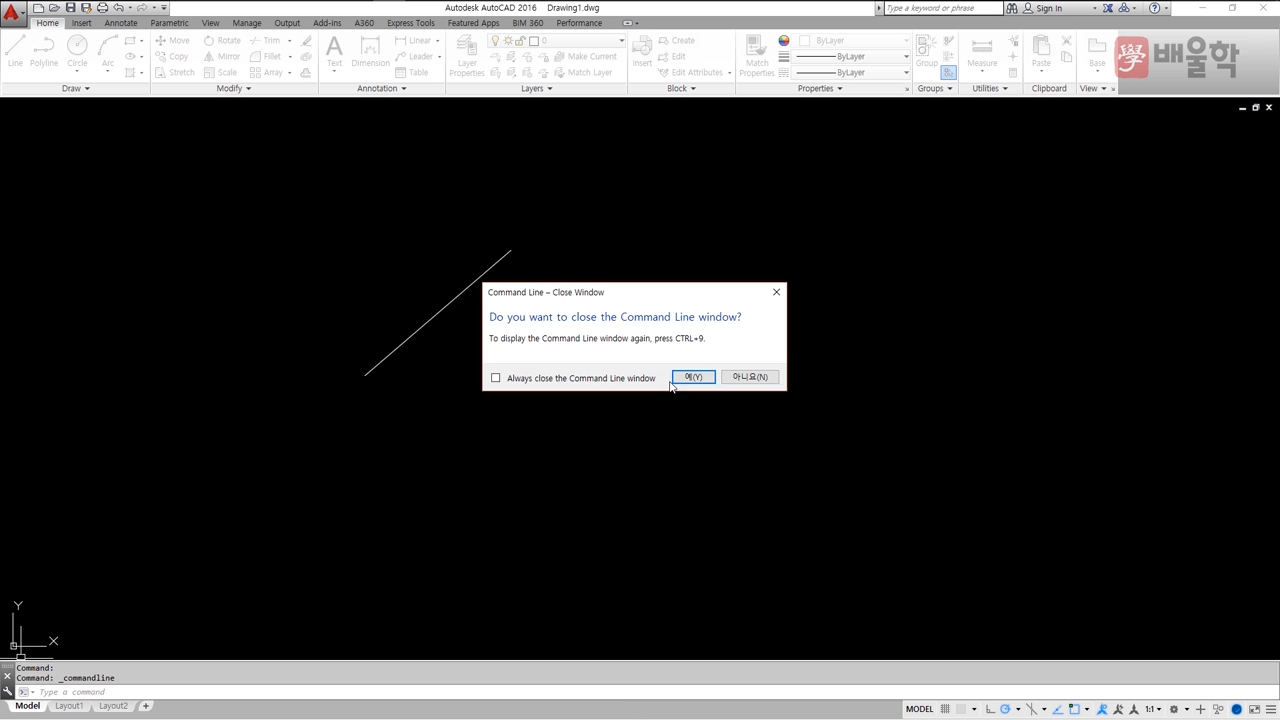 Autodesk AutoCAD 2016 Drawing1.dwg
Type a keyword or phrase
Sign In
Home Insert Annotate Parametric View Manage Output Add-ins A360 Express Tools Featured Apps BIM 360 Performance
Line Polyline Circle Arc
Move Rotate Trim
Copy Mirror Fillet
Stretch Scale Array
Text Dimension
Linear
Leader
Table
Layer Properties
0
Make Current
Match Layer
Insert
Create
Edit
Edit Attributes
Match Properties
ByLayer
ByLayer
ByLayer
Group
Measure
Paste
Base
學 배울학
Draw Modify Annotation Layers Block Properties Groups Utilities Clipboard View
Command Line – Close Window
Do you want to close the Command Line window?
To display the Command Line window again, press CTRL+9.
Always close the Command Line window
예(Y) 아니요(N)
Y
X
Command:
Command: _commandline
Type a command
Model Layout1 Layout2 +
MODEL
1:1